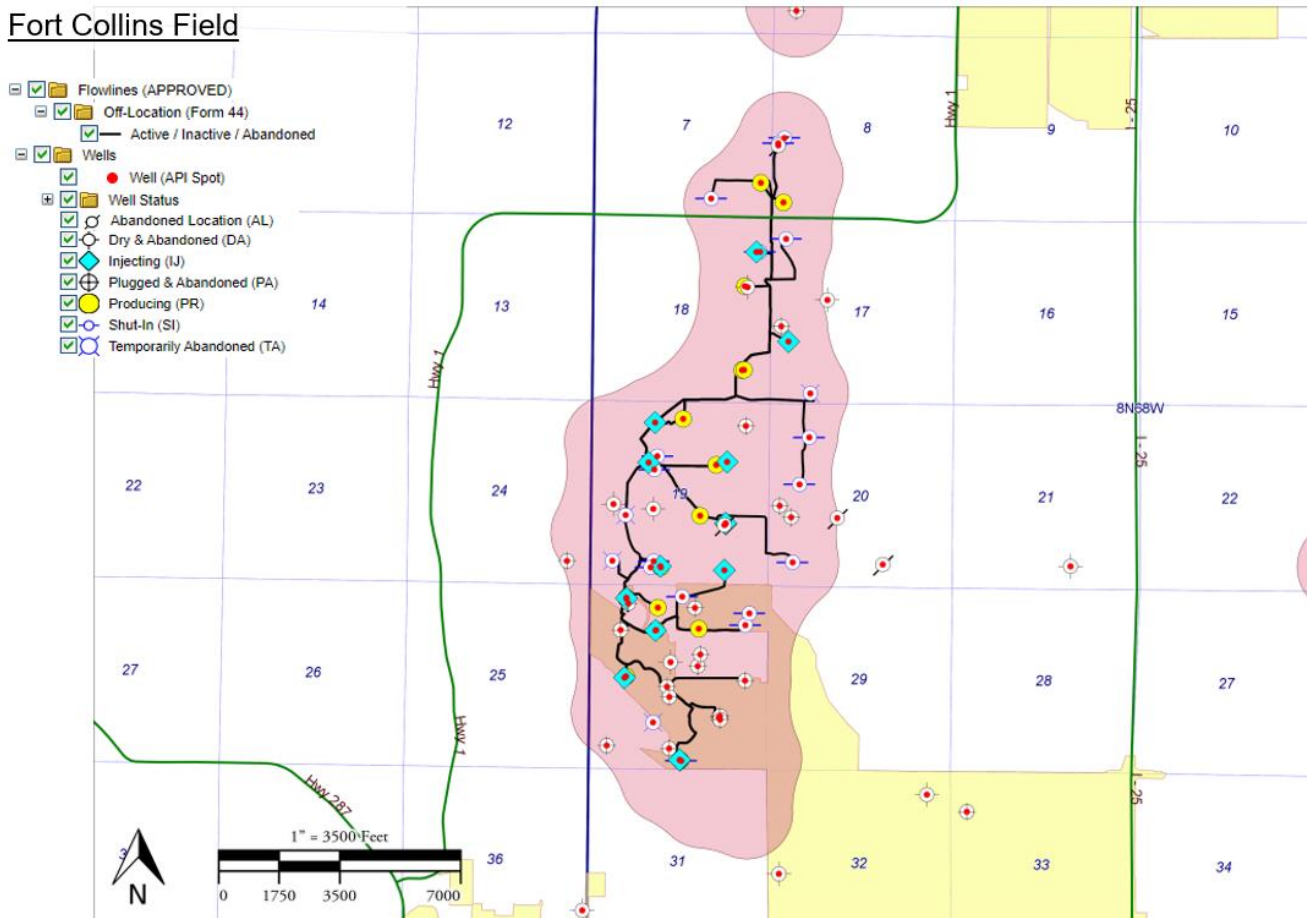 Fort Collins Field
Flowlines (APPROVED)
Off-Location (Form 44)
Active / Inactive / Abandoned
Wells
Well (API Spot)
Well Status
Abandoned Location (AL)
Dry & Abandoned (DA)
Injecting (IJ)
Plugged & Abandoned (PA)
Producing (PR)
Shut-In (SI)
Temporarily Abandoned (TA)
12 7 8 9 10
Hwy 1
I - 25
14 13 18 17 16 15
Hwy 1
8N68W
I - 25
22 23 24 19 20 21 22
27 26 25 29 28 27
Hwy 1
Hwy 287
I - 25
36 31 32 33 34
1" = 3500 Feet
0 1750 3500 7000
N